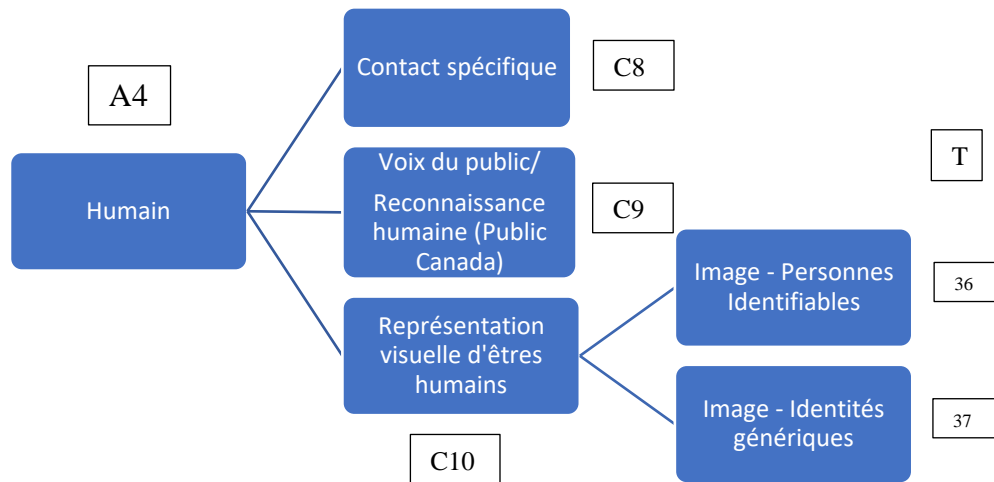 A4
Humain
Contact spécifique
C8
Voix du public/
Reconnaissance
humaine (Public
Canada)
C9
Représentation
visuelle d'êtres
humains
C10
T
Image - Personnes
Identifiables
36
Image - Identités
génériques
37